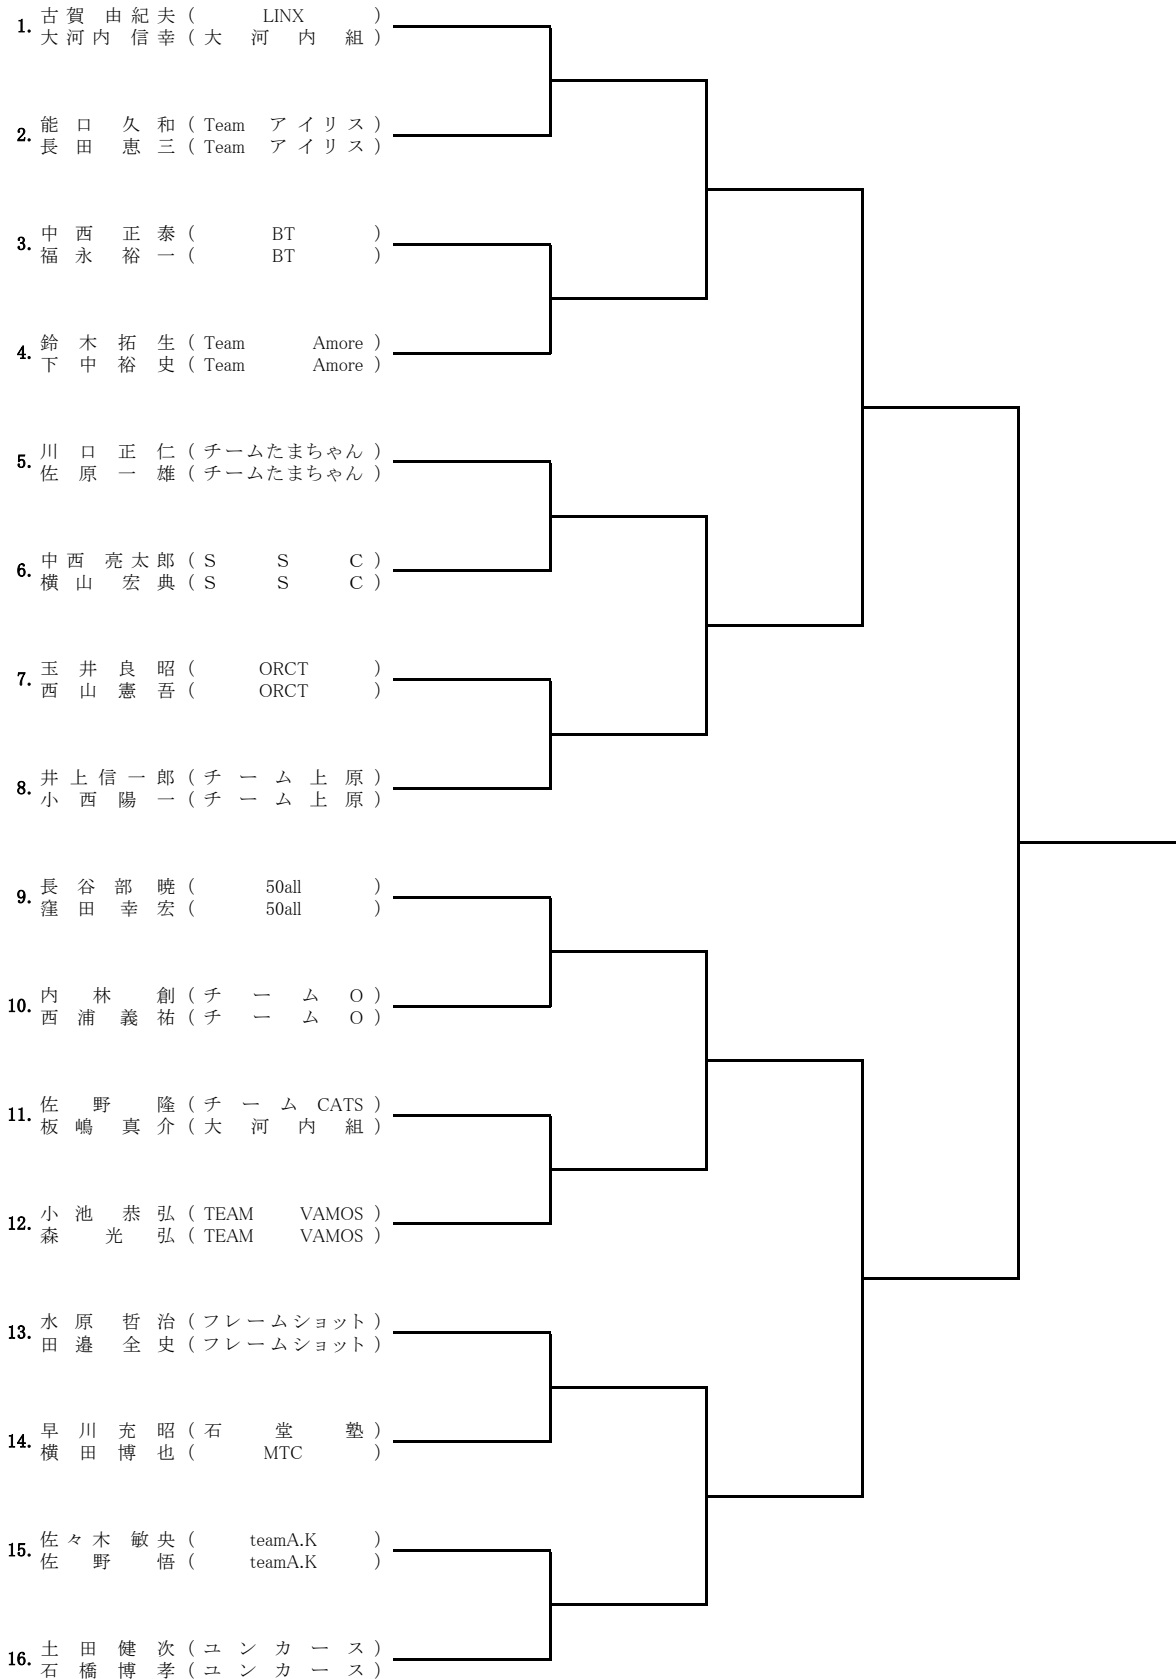 1. 古賀 由紀夫 ( LINX )
大河内 信幸 ( 大河内組 )
2. 能口 久和 ( Team アイリス )
長田 恵三 ( Team アイリス )
3. 中西 正泰 ( BT )
福永 裕一 ( BT )
4. 鈴木 拓生 ( Team Amore )
下中 裕史 ( Team Amore )
5. 川口 正仁 ( チームたまちゃん )
佐原 一雄 ( チームたまちゃん )
6. 中西 亮太郎 ( S S C )
横山 宏典 ( S S C )
7. 玉井 良昭 ( ORCT )
西山 憲吾 ( ORCT )
8. 井上 信一郎 ( チーム上原 )
小西 陽一 ( チーム上原 )
9. 長谷部 暁 ( 50all )
窪田 幸宏 ( 50all )
10. 内林 創 ( チームO )
西浦 義祐 ( チームO )
11. 佐野 隆 ( チームCATS )
板嶋 真介 ( 大河内組 )
12. 小池 恭弘 ( TEAM VAMOS )
森 光弘 ( TEAM VAMOS )
13. 水原 哲治 ( フレームショット )
田邉 全史 ( フレームショット )
14. 早川 充昭 ( 石堂塾 )
横田 博也 ( MTC )
15. 佐々木 敏央 ( teamA.K )
佐野 悟 ( teamA.K )
16. 土田 健次 ( ユンカース )
石橋 博孝 ( ユンカース )